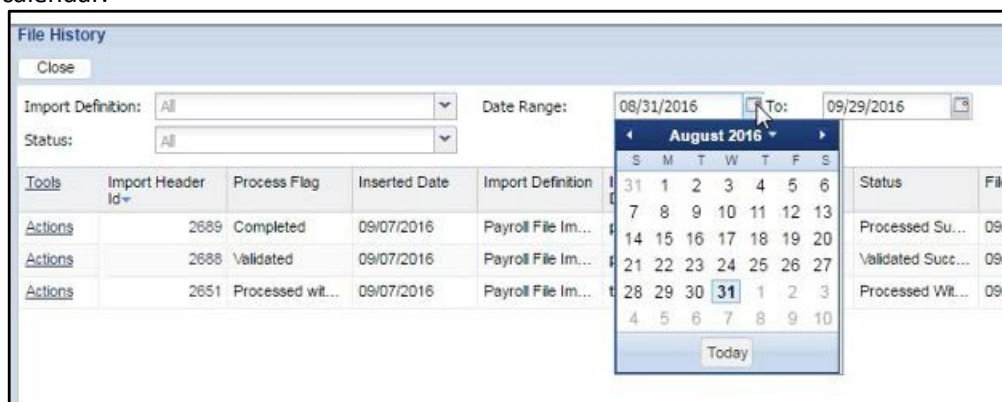 calendar.
File History
Close
Import Definition: All Date Range: 08/31/2016 To: 09/29/2016
Status: All
August 2016
S M T W T F S
31 1 2 3 4 5 6
7 8 9 10 11 12 13
14 15 16 17 18 19 20
21 22 23 24 25 26 27
28 29 30 31 1 2 3
4 5 6 7 8 9 10
Today
Tools Import Header Id Process Flag Inserted Date Import Definition Status
Actions 2689 Completed 09/07/2016 Payroll File Im... Processed Su... 09
Actions 2688 Validated 09/07/2016 Payroll File Im... Validated Succ... 09
Actions 2651 Processed wit... 09/07/2016 Payroll File Im... t Processed Wit... 09